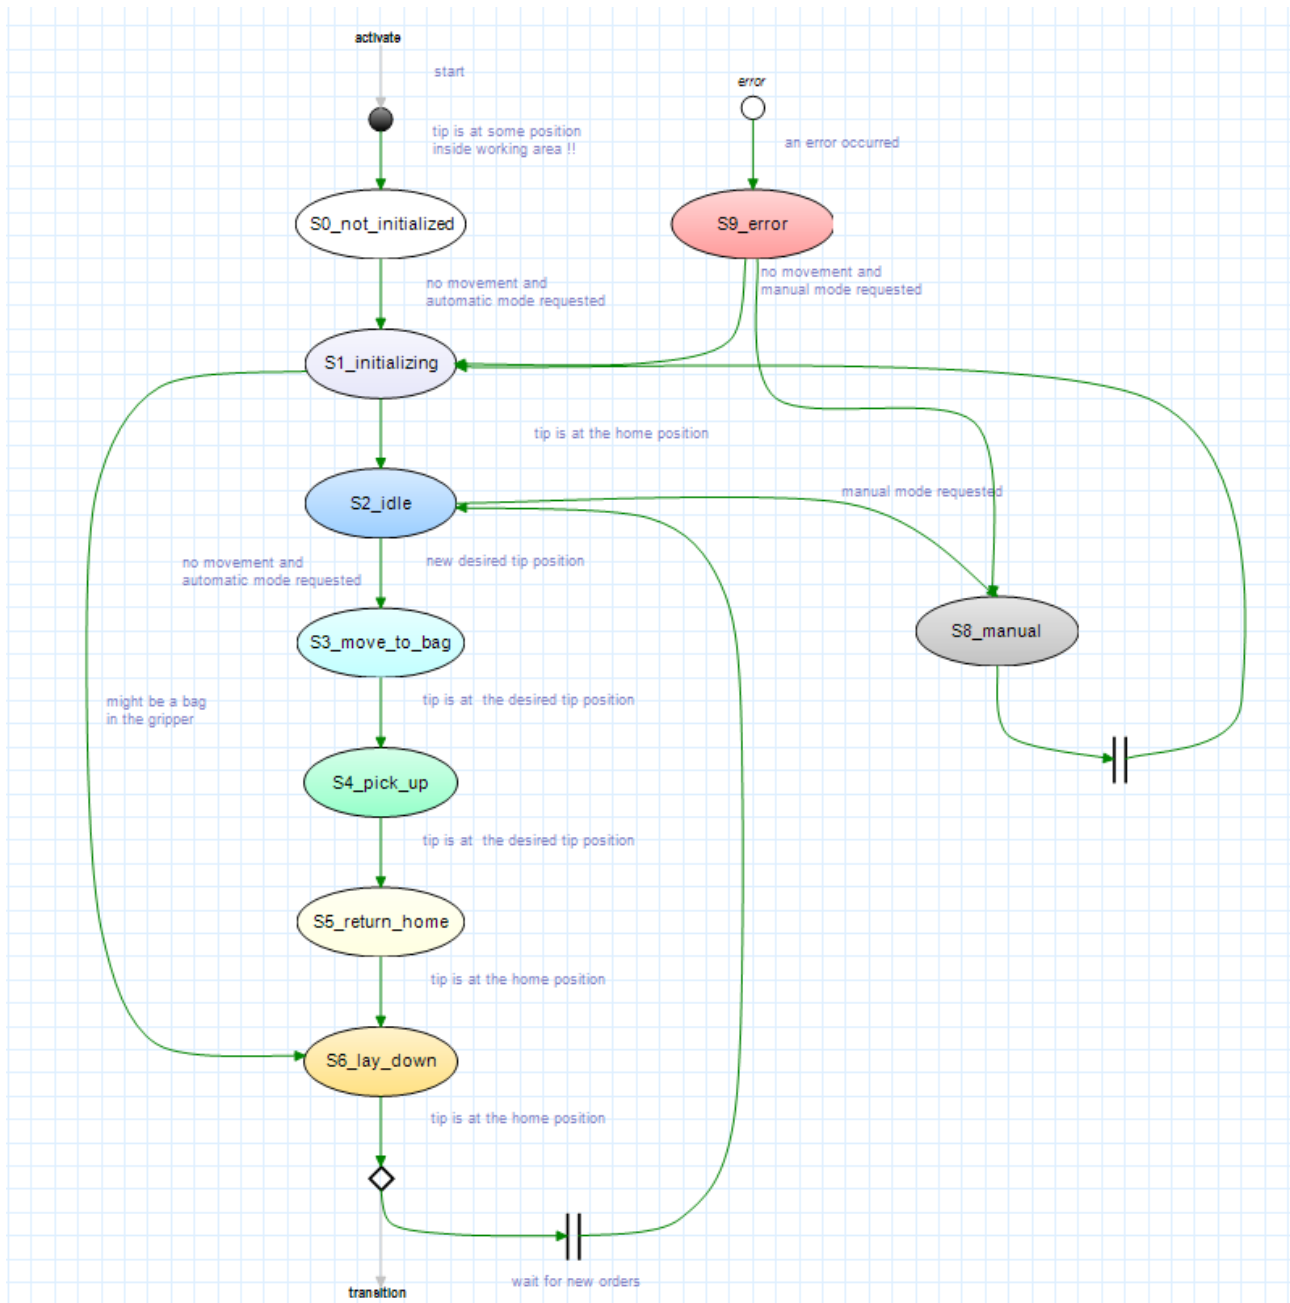 activate
start
error
tip is at some position
inside working area !!
an error occurred
S0_not_initialized
S9_error
no movement and
manual mode requested
no movement and
automatic mode requested
S1_initializing
tip is at the home position
manual mode requested
S2_idle
no movement and
automatic mode requested
new desired tip position
S8_manual
S3_move_to_bag
might be a bag
in the gripper
tip is at  the desired tip position
S4_pick_up
tip is at  the desired tip position
S5_return_home
tip is at the home position
S6_lay_down
tip is at the home position
wait for new orders
transition